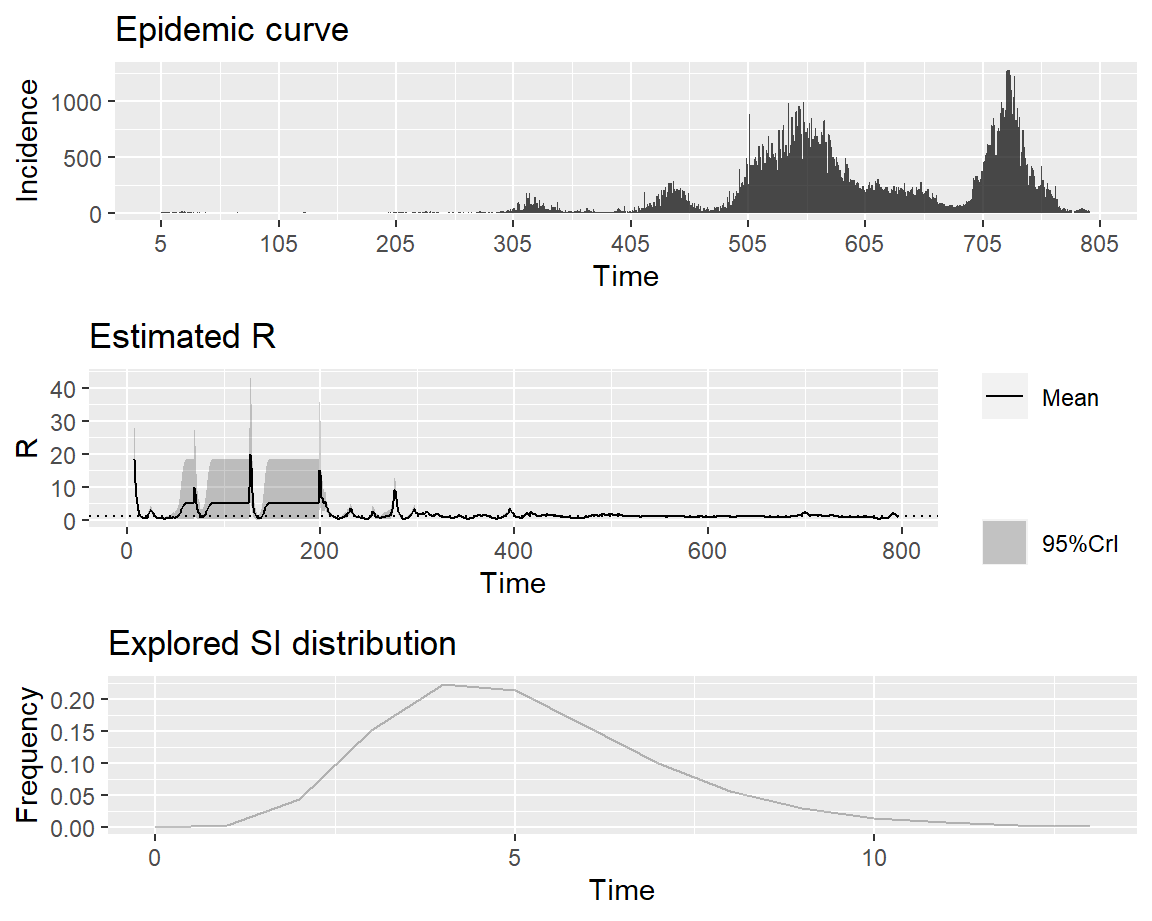 Epidemic curve
Incidence
1000
500
0
5 105 205 305 405 505 605 705 805
Time
Estimated R
R
40
30
20
10
0
0 200 400 600 800
Time
Mean
95%CrI
Explored SI distribution
Frequency
0.20
0.15
0.10
0.05
0.00
0 5 10
Time